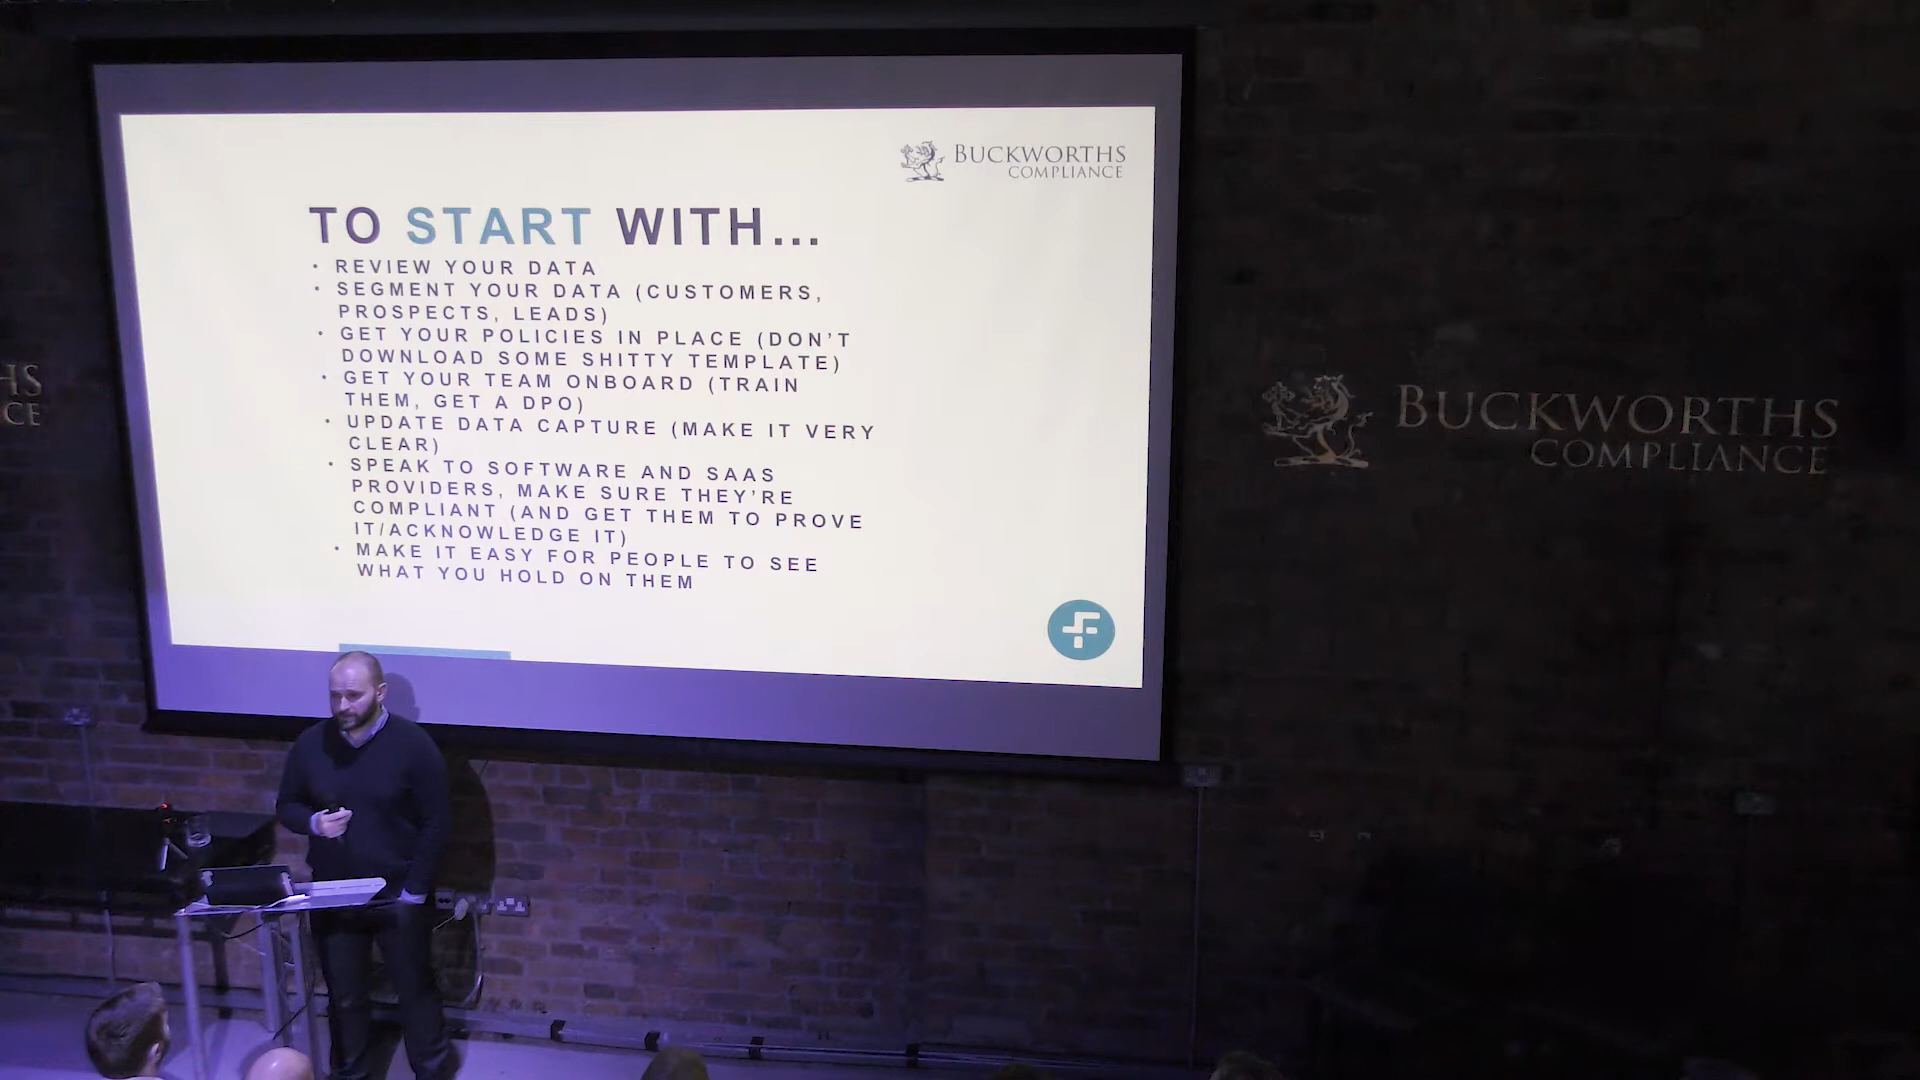 BUCKWORTHS
COMPLIANCE
TO START WITH...
• REVIEW YOUR DATA
• SEGMENT YOUR DATA (CUSTOMERS,
PROSPECTS, LEADS)
• GET YOUR POLICIES IN PLACE (DON'T
DOWNLOAD SOME SHITTY TEMPLATE)
• GET YOUR TEAM ONBOARD (TRAIN
THEM, GET A DPO)
• UPDATE DATA CAPTURE (MAKE IT VERY
CLEAR)
• SPEAK TO SOFTWARE AND SAAS
PROVIDERS, MAKE SURE THEY'RE
COMPLIANT (AND GET THEM TO PROVE
IT/ACKNOWLEDGE IT)
• MAKE IT EASY FOR PEOPLE TO SEE
WHAT YOU HOLD ON THEM
HS
CE
BUCKWORTHS
COMPLIANCE